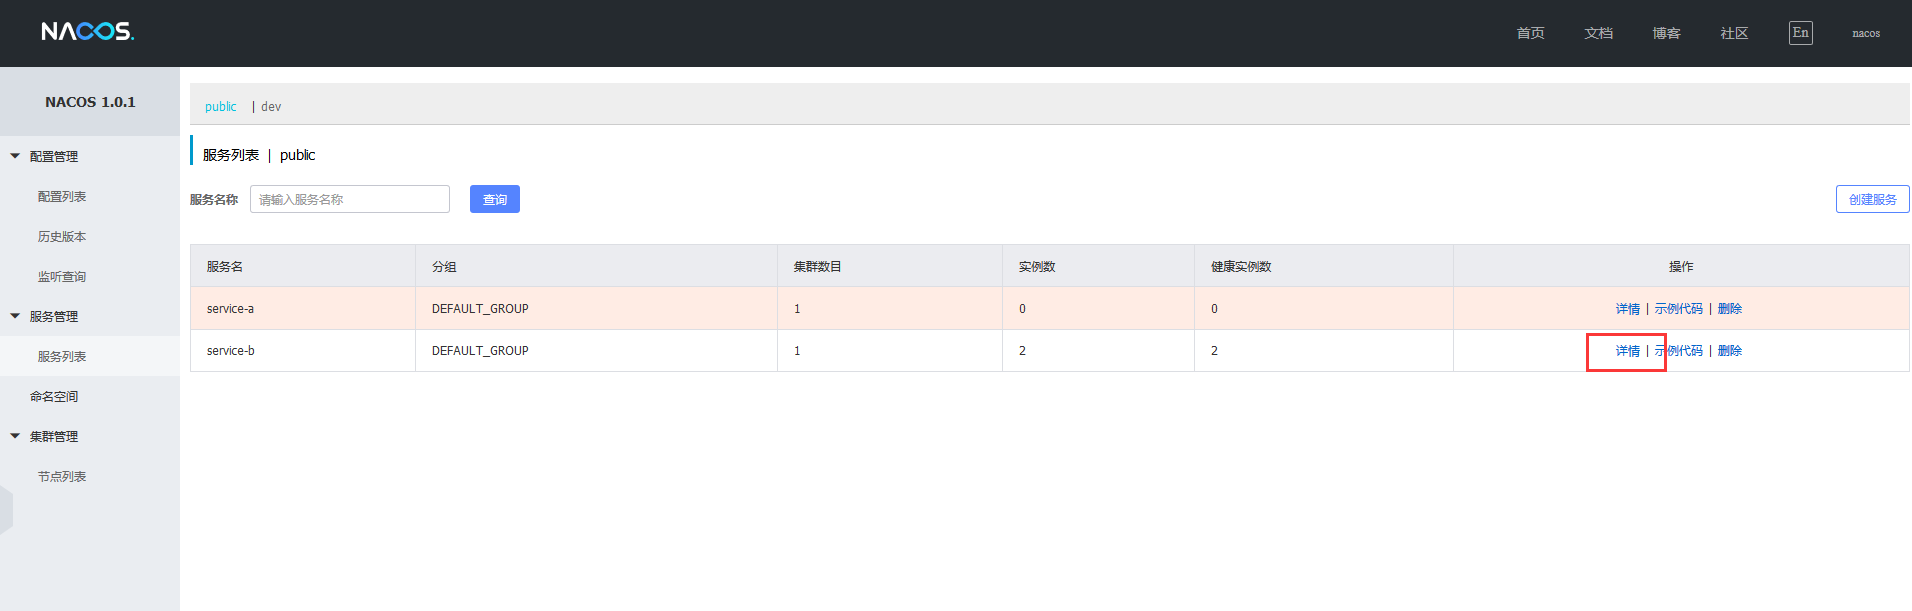 NACOS.
首页 文档 博客 社区 En nacos
NACOS 1.0.1
配置管理
配置列表
历史版本
监听查询
服务管理
服务列表
命名空间
集群管理
节点列表
public | dev
服务列表 | public
服务名称 请输入服务名称 查询 创建服务
服务名 分组 集群数目 实例数 健康实例数 操作
service-a DEFAULT_GROUP 1 0 0 详情 | 示例代码 | 删除
service-b DEFAULT_GROUP 1 2 2 详情 | 示例代码 | 删除